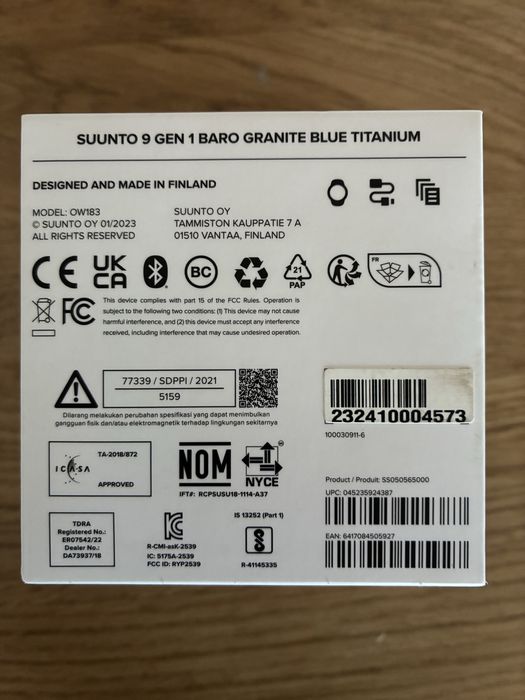 SUUNTO 9 GEN 1 BARO GRANITE BLUE TITANIUM
DESIGNED AND MADE IN FINLAND
MODEL: OW183
© SUUNTO OY 01/2023
ALL RIGHTS RESERVED
SUUNTO OY
TAMMISTON KAUPPATIE 7 A
01510 VANTAA, FINLAND
CE
UK
CA
BC
21
PAP
FR
FC
This device complies with part 15 of the FCC Rules. Operation is
subject to the following two conditions: (1) This device may not cause
harmful interference, and (2) this device must accept any interference
received, including interference that may cause undesired operation.
77339 / SDPPI / 2021
5159
Dilarang melakukan perubahan spesifikasi yang dapat menimbulkan
gangguan fisik dan/atau elektromagnetik terhadap lingkungan sekitarnya
232410004573
100030911-6
ICASA
TA-2018/872
APPROVED
NOM
NYCE
IFT#: RCPSUSU18-1114-A37
Product / Produit: SS050565000
UPC: 045235924387
EAN: 6417084505927
TDRA
Registered No.:
ER07542/22
Dealer No.:
DA73937/18
R-CMI-asK-2539
IC: 5175A-2539
FCC ID: RYP2539
IS 13252 (Part 1)
R-41145335